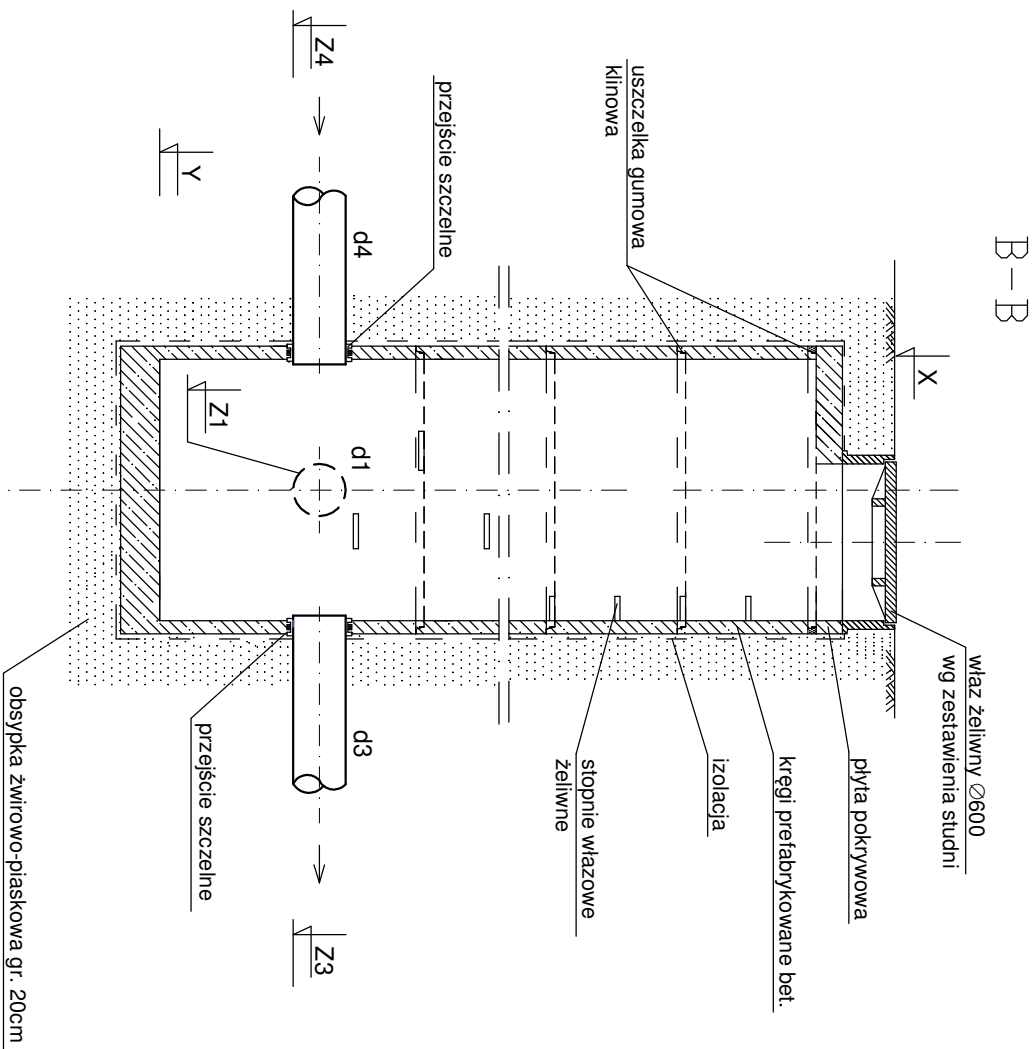 B-B
X
właz żeliwny ∅600
wg zestawienia studni
płyta pokrywowa
kręgi prefabrykowane bet.
izolacja
stopnie włazowe
żeliwne
uszczelka gumowa
klinowa
przejście szczelne
Z4
d4
Y
Z1
d1
d3
Z3
przejście szczelne
obsypka żwirowo-piaskowa gr. 20cm